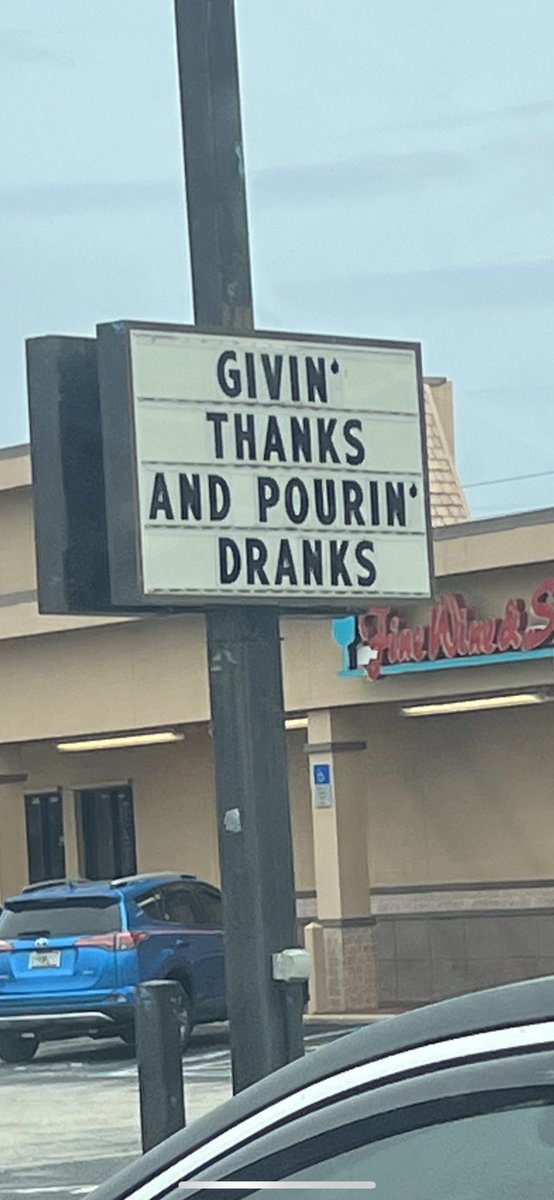 GIVIN'
THANKS
AND POURIN'
DRANKS
Fine Wine & S